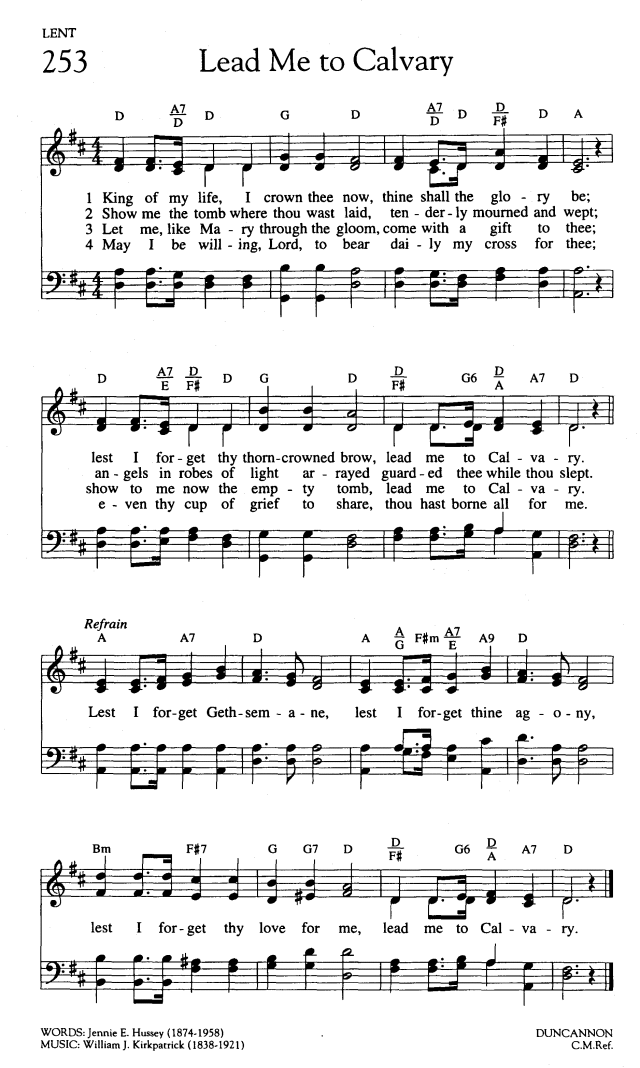 LENT
253 Lead Me to Calvary
D A7/D D G D A7/D D D/F# D A
1 King of my life, I crown thee now, thine shall the glo - ry be;
2 Show me the tomb where thou wast laid, ten - der - ly mourned and wept;
3 Let me, like Ma - ry through the gloom, come with a gift to thee;
4 May I be will - ing, Lord, to bear dai - ly my cross for thee;
D A7/E D/F# D G D D/F# G6 D/A A7 D
lest I for - get thy thorn-crowned brow, lead me to Cal - va - ry.
an - gels in robes of light ar - rayed guard - ed thee while thou slept.
show to me now the emp - ty tomb, lead me to Cal - va - ry.
e - ven thy cup of grief to share, thou hast borne all for me.
Refrain
A A7 D A A/G F#m A7/E A9 D
Lest I for - get Geth - sem - a - ne, lest I for - get thine ag - o - ny,
Bm F#7 G G7 D D/F# G6 D/A A7 D
lest I for - get thy love for me, lead me to Cal - va - ry.
WORDS: Jennie E. Hussey (1874-1958) DUNCANNON
MUSIC: William J. Kirkpatrick (1838-1921) C.M.Ref.